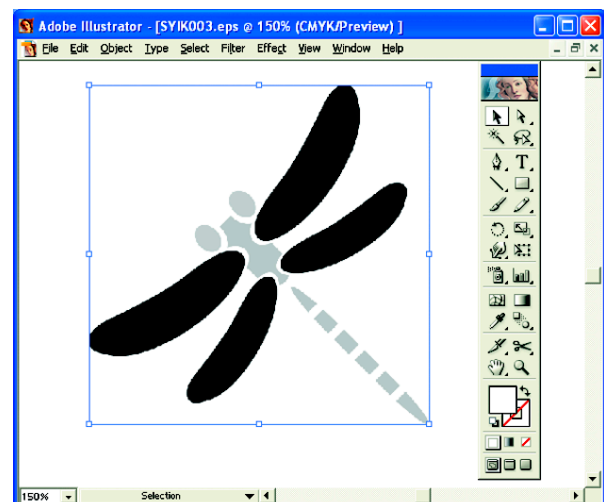 Adobe Illustrator - [SYIK003.eps @ 150% (CMYK/Preview) ]
File Edit Object Type Select Filter Effect View Window Help
T
150% Selection